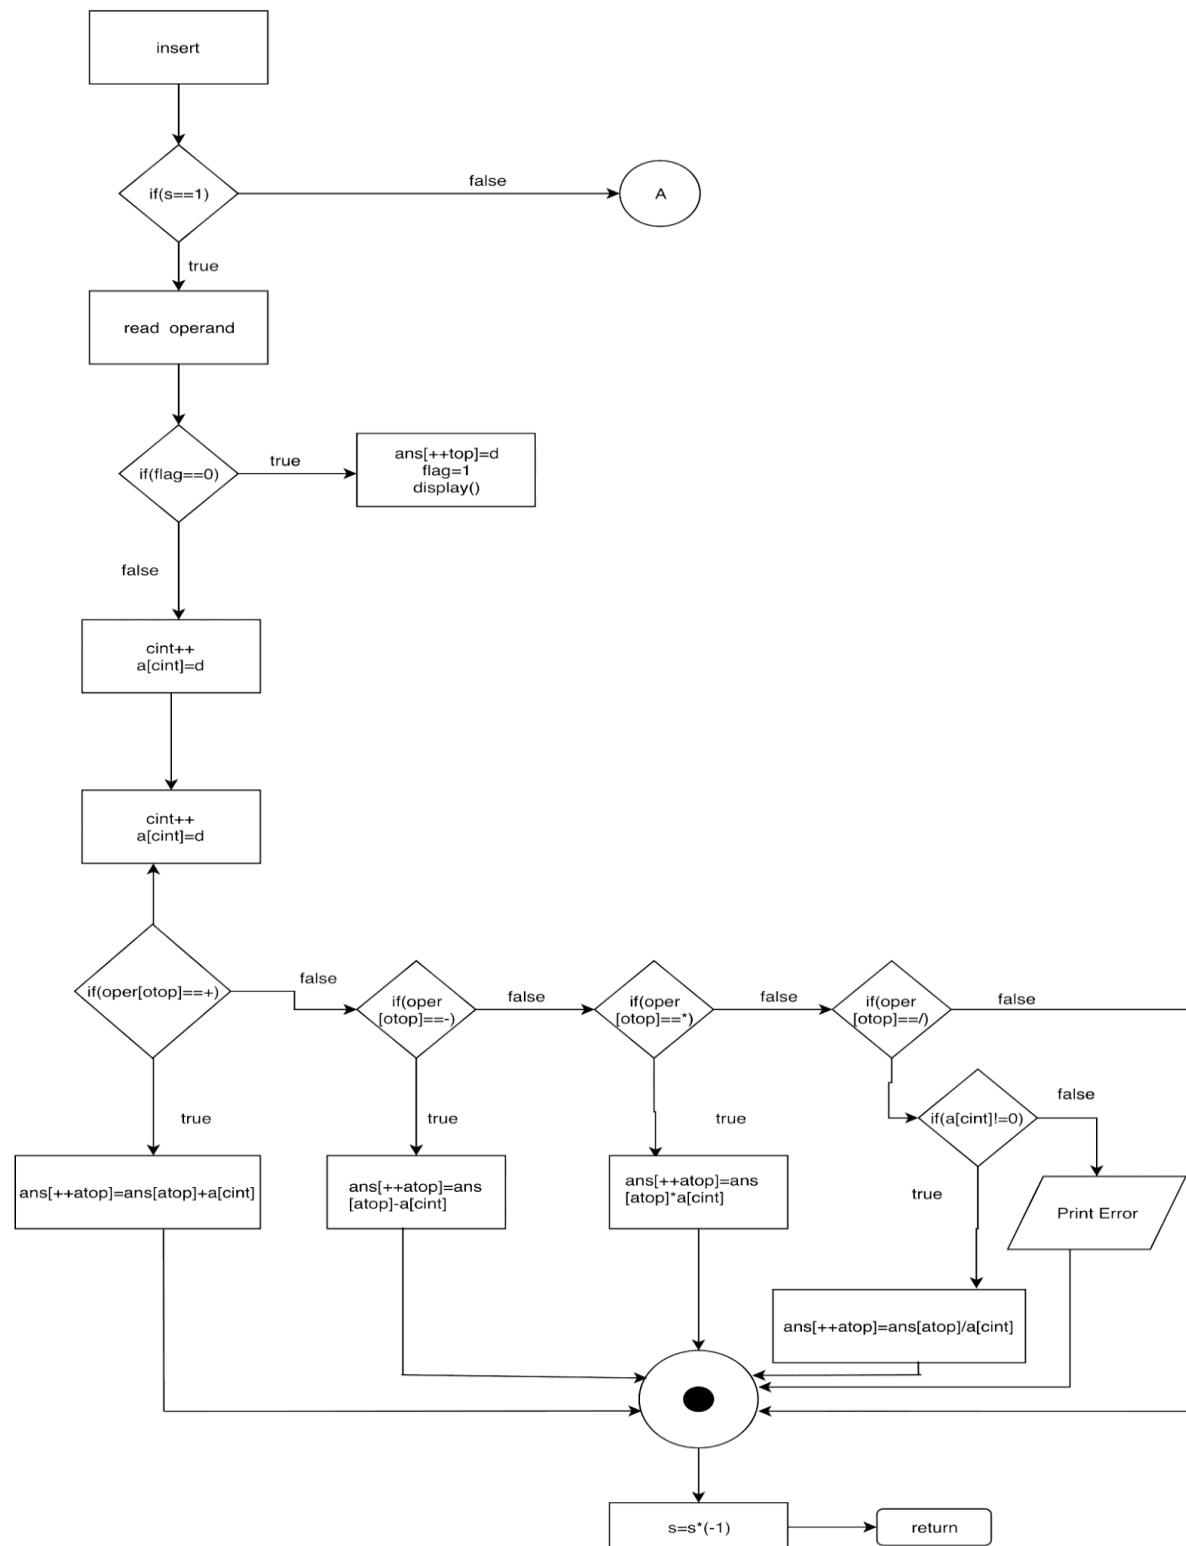 insert
if(s==1)
false
A
true
read operand
if(flag==0)
true
ans[++top]=d
flag=1
display()
false
cint++
a[cint]=d
cint++
a[cint]=d
if(oper[otop]==+)
false
if(oper
[otop]==-)
false
if(oper
[otop]==*)
false
if(oper
[otop]==/)
false
true
true
true
if(a[cint]!=0)
false
true
ans[++atop]=ans[atop]+a[cint]
ans[++atop]=ans
[atop]-a[cint]
ans[++atop]=ans
[atop]*a[cint]
Print Error
ans[++atop]=ans[atop]/a[cint]
s=s*(-1)
return